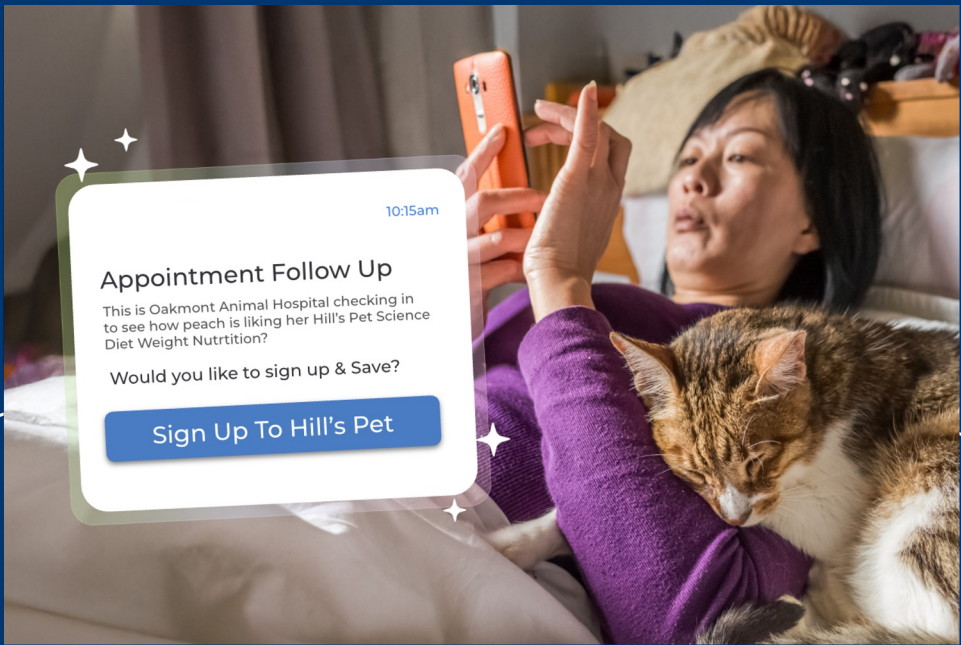 10:15am
Appointment Follow Up
This is Oakmont Animal Hospital checking in
to see how peach is liking her Hill's Pet Science
Diet Weight Nutrtition?
Would you like to sign up & Save?
Sign Up To Hill's Pet